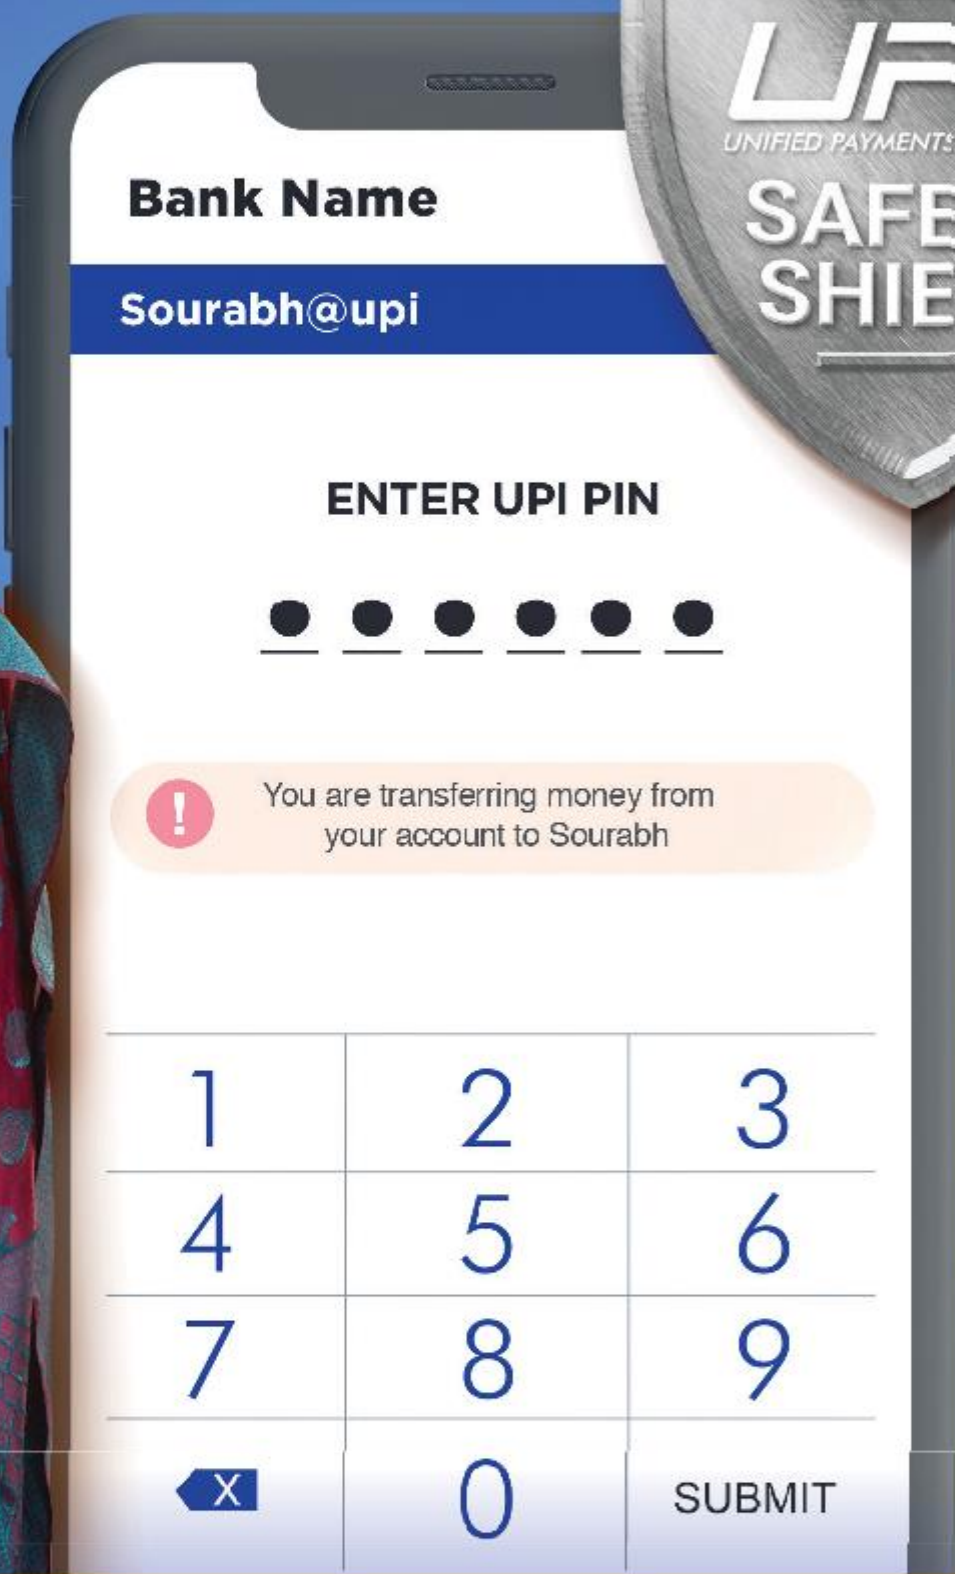 UP
UNIFIED PAYMENTS
SAFE
SHIE
Bank Name
Sourabh@upi
ENTER UPI PIN
You are transferring money from
your account to Sourabh
1 2 3
4 5 6
7 8 9
X 0 SUBMIT